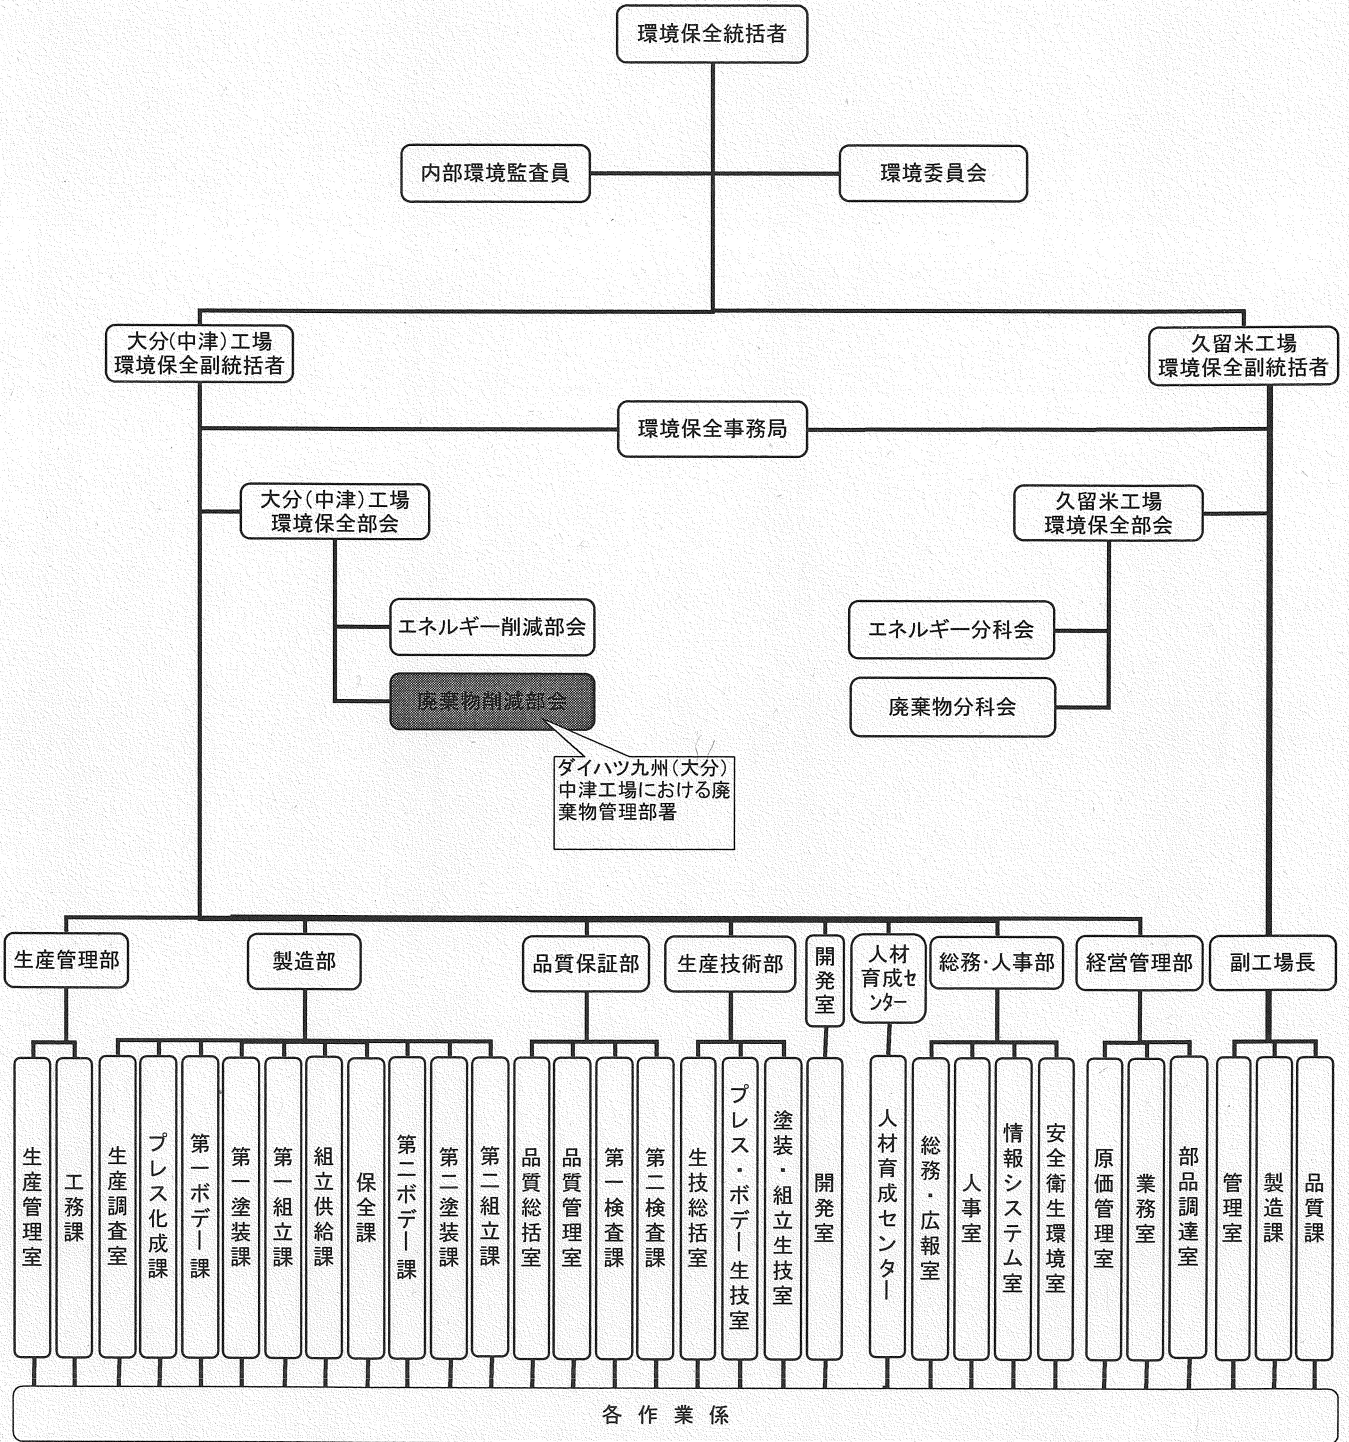 環境保全統括者
内部環境監査員
環境委員会
大分(中津)工場
環境保全副統括者
久留米工場
環境保全副統括者
環境保全事務局
大分(中津)工場
環境保全部会
久留米工場
環境保全部会
エネルギー削減部会
エネルギー分科会
廃棄物削減部会
廃棄物分科会
ダイハツ九州(大分)
中津工場における廃
棄物管理部署
生産管理部
製造部
品質保証部
生産技術部
開発室
人材
育成セ
ンター
総務・人事部
経営管理部
副工場長
生産管理室
工務課
生産調査室
プレス化成課
第一ボデー課
第一塗装課
第一組立課
組立供給課
保全課
第二ボデー課
第二塗装課
第二組立課
品質総括室
品質管理室
第一検査課
第二検査課
生技総括室
プレス・ボデー生技室
塗装・組立生技室
開発室
人材育成センター
総務・広報室
人事室
情報システム室
安全衛生環境室
原価管理室
業務室
部品調達室
管理室
製造課
品質課
各作業係